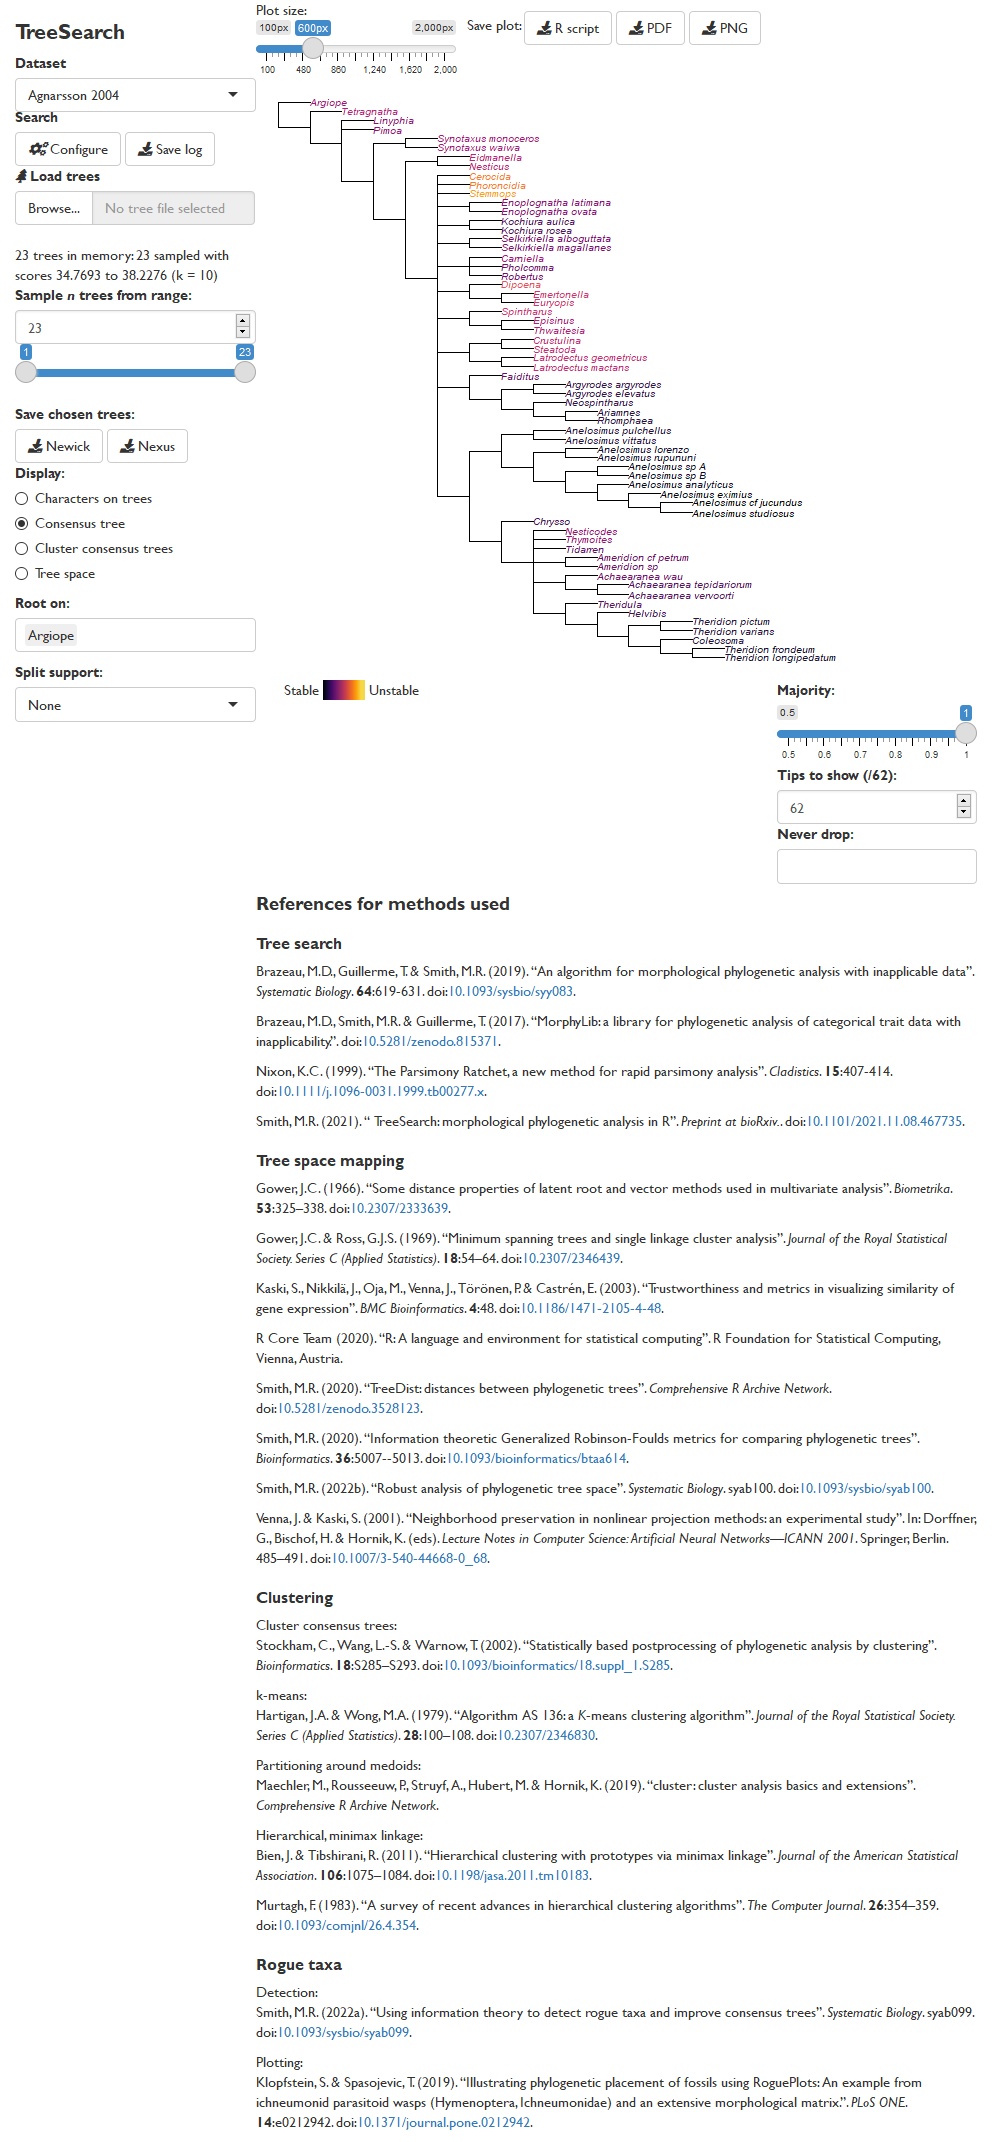 TreeSearch
Dataset
Agnarsson 2004
Search
Configure
Save log
Load trees
Browse...
No tree file selected
23 trees in memory: 23 sampled with
scores 34.7693 to 38.2276 (k = 10)
Sample n trees from range:
23
1
23
Save chosen trees:
Newick
Nexus
Display:
Characters on trees
Consensus tree
Cluster consensus trees
Tree space
Root on:
Argiope
Split support:
None
Plot size:
100px
600px
2,000px
100 480 860 1,240 1,620 2,000
Save plot:
R script
PDF
PNG
Argiope
Tetragnatha
Linyphia
Pimoa
Synotaxus monoceros
Synotaxus waiwa
Eidmanella
Nesticus
Cerocida
Phoroncidia
Stemmops
Enoplognatha latimana
Enoplognatha ovata
Kochiura aulica
Kochiura rosea
Selkirkiella alboguttata
Selkirkiella magallanes
Carniella
Pholcomma
Robertus
Dipoena
Emertonella
Euryopis
Spintharus
Episinus
Thwaitesia
Crustulina
Steatoda
Latrodectus geometricus
Latrodectus mactans
Faiditus
Argyrodes argyrodes
Argyrodes elevatus
Neospintharus
Ariamnes
Rhomphaea
Anelosimus pulchellus
Anelosimus vittatus
Anelosimus lorenzo
Anelosimus rupununi
Anelosimus sp A
Anelosimus sp B
Anelosimus analyticus
Anelosimus eximius
Anelosimus cf jucundus
Anelosimus studiosus
Chrysso
Nesticodes
Thymoites
Tidarren
Ameridion cf petrum
Ameridion sp
Achaearanea wau
Achaearanea tepidariorum
Achaearanea vervoorti
Theridula
Helvibis
Theridion pictum
Theridion varians
Coleosoma
Theridion frondeum
Theridion longipedatum
Stable
Unstable
Majority:
0.5
1
0.5 0.6 0.7 0.8 0.9 1
Tips to show (/62):
62
Never drop:
References for methods used
Tree search
Brazeau, M.D., Guillerme, T. & Smith, M.R. (2019). “An algorithm for morphological phylogenetic analysis with inapplicable data”.
Systematic Biology. 64:619-631. doi:10.1093/sysbio/syy083.
Brazeau, M.D., Smith, M.R. & Guillerme, T. (2017). “MorphyLib: a library for phylogenetic analysis of categorical trait data with
inapplicability.”. doi:10.5281/zenodo.815371.
Nixon, K.C. (1999). “The Parsimony Ratchet, a new method for rapid parsimony analysis”. Cladistics. 15:407-414.
doi:10.1111/j.1096-0031.1999.tb00277.x.
Smith, M.R. (2021). “ TreeSearch: morphological phylogenetic analysis in R”. Preprint at bioRxiv.. doi:10.1101/2021.11.08.467735.
Tree space mapping
Gower, J.C. (1966). “Some distance properties of latent root and vector methods used in multivariate analysis”. Biometrika.
53:325–338. doi:10.2307/2333639.
Gower, J.C. & Ross, G.J.S. (1969). “Minimum spanning trees and single linkage cluster analysis”. Journal of the Royal Statistical
Society. Series C (Applied Statistics). 18:54–64. doi:10.2307/2346439.
Kaski, S., Nikkilä, J., Oja, M., Venna, J., Törönen, P. & Castrén, E. (2003). “Trustworthiness and metrics in visualizing similarity of
gene expression”. BMC Bioinformatics. 4:48. doi:10.1186/1471-2105-4-48.
R Core Team (2020). “R: A language and environment for statistical computing”. R Foundation for Statistical Computing,
Vienna, Austria.
Smith, M.R. (2020). “TreeDist: distances between phylogenetic trees”. Comprehensive R Archive Network.
doi:10.5281/zenodo.3528123.
Smith, M.R. (2020). “Information theoretic Generalized Robinson-Foulds metrics for comparing phylogenetic trees”.
Bioinformatics. 36:5007--5013. doi:10.1093/bioinformatics/btaa614.
Smith, M.R. (2022b). “Robust analysis of phylogenetic tree space”. Systematic Biology. syab100. doi:10.1093/sysbio/syab100.
Venna, J. & Kaski, S. (2001). “Neighborhood preservation in nonlinear projection methods: an experimental study”. In: Dorffner,
G., Bischof, H. & Hornik, K. (eds). Lecture Notes in Computer Science: Artificial Neural Networks—ICANN 2001. Springer, Berlin.
485–491. doi:10.1007/3-540-44668-0_68.
Clustering
Cluster consensus trees:
Stockham, C., Wang, L.-S. & Warnow, T. (2002). “Statistically based postprocessing of phylogenetic analysis by clustering”.
Bioinformatics. 18:S285–S293. doi:10.1093/bioinformatics/18.suppl_1.S285.
k-means:
Hartigan, J.A. & Wong, M.A. (1979). “Algorithm AS 136: a K-means clustering algorithm”. Journal of the Royal Statistical Society.
Series C (Applied Statistics). 28:100–108. doi:10.2307/2346830.
Partitioning around medoids:
Maechler, M., Rousseeuw, P., Struyf, A., Hubert, M. & Hornik, K. (2019). “cluster: cluster analysis basics and extensions”.
Comprehensive R Archive Network.
Hierarchical, minimax linkage:
Bien, J. & Tibshirani, R. (2011). “Hierarchical clustering with prototypes via minimax linkage”. Journal of the American Statistical
Association. 106:1075–1084. doi:10.1198/jasa.2011.tm10183.
Murtagh, F. (1983). “A survey of recent advances in hierarchical clustering algorithms”. The Computer Journal. 26:354–359.
doi:10.1093/comjnl/26.4.354.
Rogue taxa
Detection:
Smith, M.R. (2022a). “Using information theory to detect rogue taxa and improve consensus trees”. Systematic Biology. syab099.
doi:10.1093/sysbio/syab099.
Plotting:
Klopfstein, S. & Spasojevic, T. (2019). “Illustrating phylogenetic placement of fossils using RoguePlots: An example from
ichneumonid parasitoid wasps (Hymenoptera, Ichneumonidae) and an extensive morphological matrix.”. PLoS ONE.
14:e0212942. doi:10.1371/journal.pone.0212942.